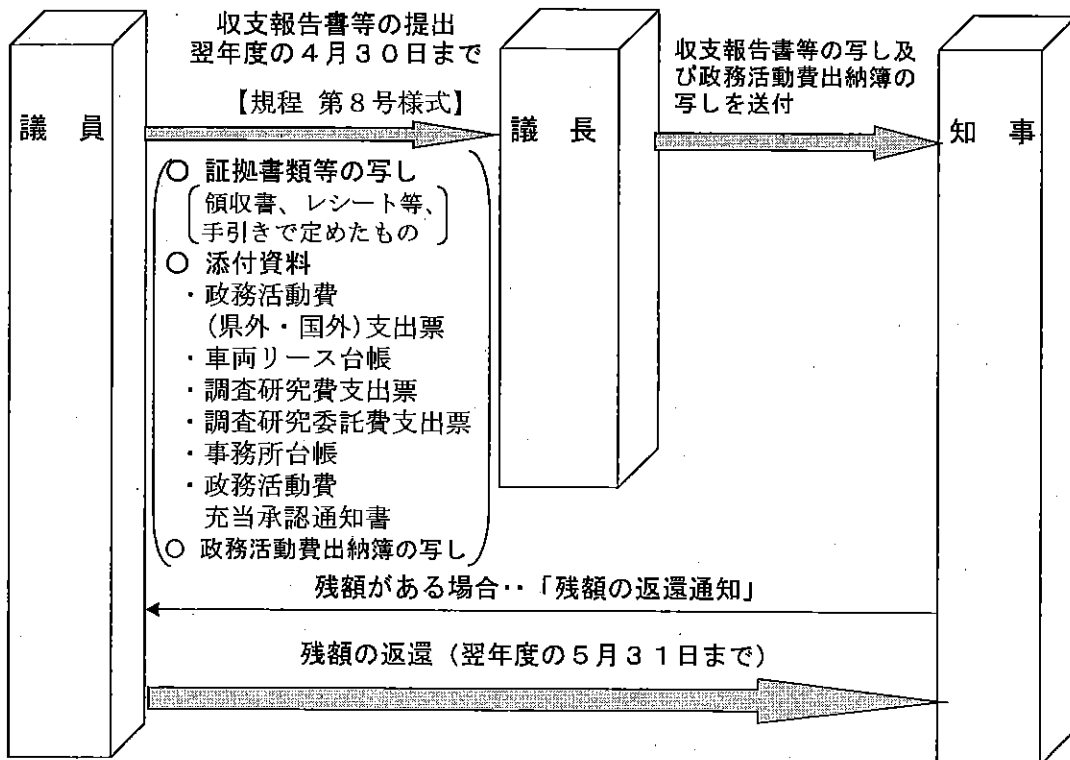 収支報告書等の提出
翌年度の4月30日まで
【規程 第8号様式】
議 員
議 長
収支報告書等の写し及
び政務活動費出納簿の
写しを送付
知 事
○ 証拠書類等の写し
領収書、レシート等、
手引きで定めたもの
○ 添付資料
・政務活動費
(県外・国外)支出票
・車両リース台帳
・調査研究費支出票
・調査研究委託費支出票
・事務所台帳
・政務活動費
充当承認通知書
○ 政務活動費出納簿の写し
残額がある場合‥「残額の返還通知」
残額の返還(翌年度の5月31日まで)